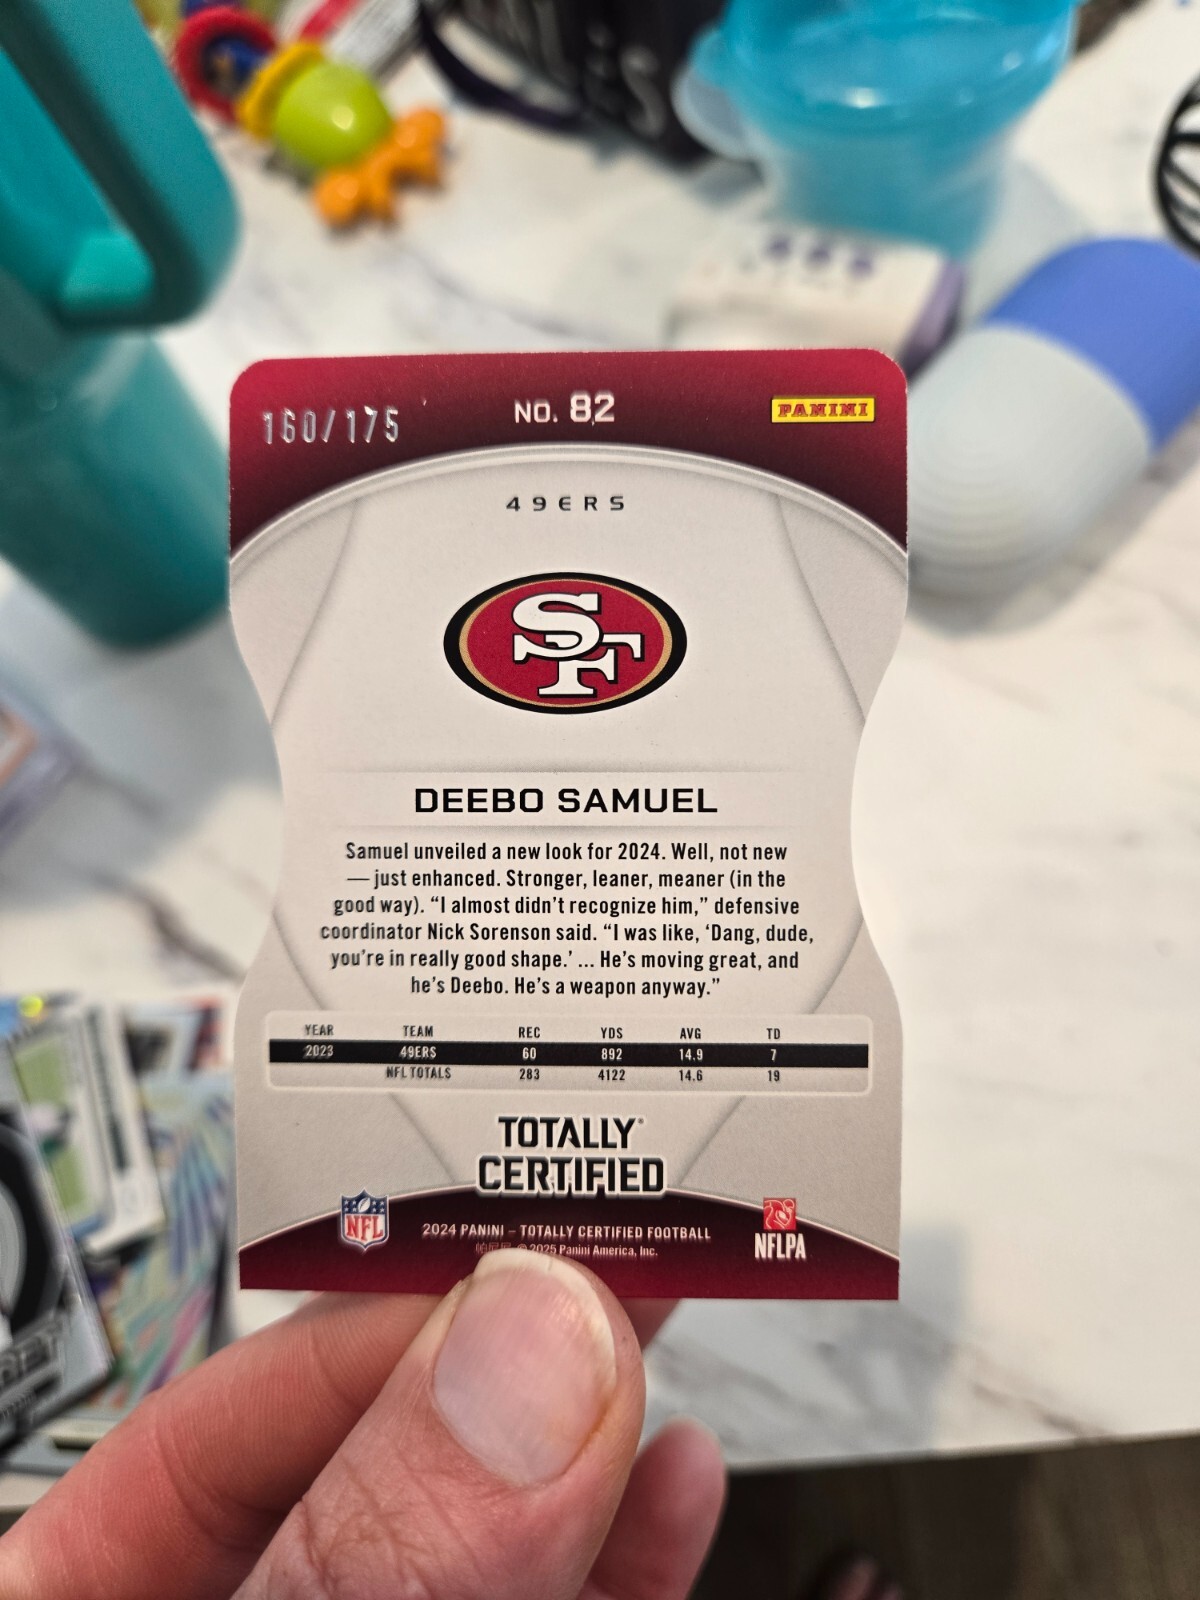 160/175
NO. 82
PANINI
49ERS
SF
DEEBO SAMUEL
Samuel unveiled a new look for 2024. Well, not new
— just enhanced. Stronger, leaner, meaner (in the
good way). “I almost didn’t recognize him,” defensive
coordinator Nick Sorenson said. “I was like, ‘Dang, dude,
you’re in really good shape.’ ... He’s moving great, and
he’s Deebo. He’s a weapon anyway.”
YEAR TEAM REC YDS AVG TD
2023 49ERS 60 892 14.9 7
NFL TOTALS 283 4122 14.6 19
TOTALLY
CERTIFIED
NFL
2024 PANINI – TOTALLY CERTIFIED FOOTBALL
© 2025 Panini America, Inc.
NFLPA